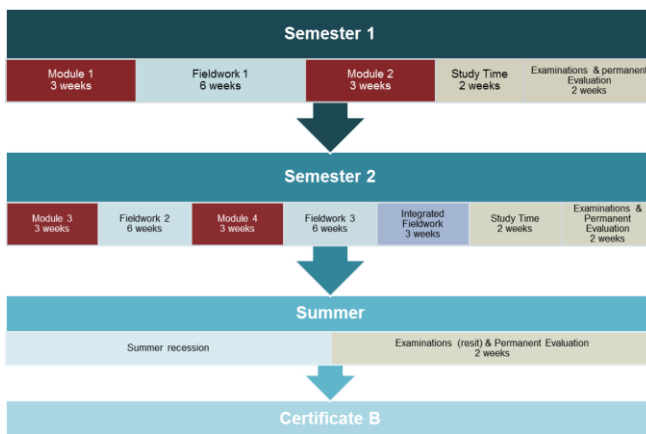 Semester 1
Module 1
3 weeks
Fieldwork 1
6 weeks
Module 2
3 weeks
Study Time
2 weeks
Examinations & permanent
Evaluation
2 weeks
Semester 2
Module 3
3 weeks
Fieldwork 2
6 weeks
Module 4
3 weeks
Fieldwork 3
6 weeks
Integrated
Fieldwork
3 weeks
Study Time
2 weeks
Examinations &
Permanent
Evaluation
2 weeks
Summer
Summer recession
Examinations (resit) & Permanent Evaluation
2 weeks
Certificate B